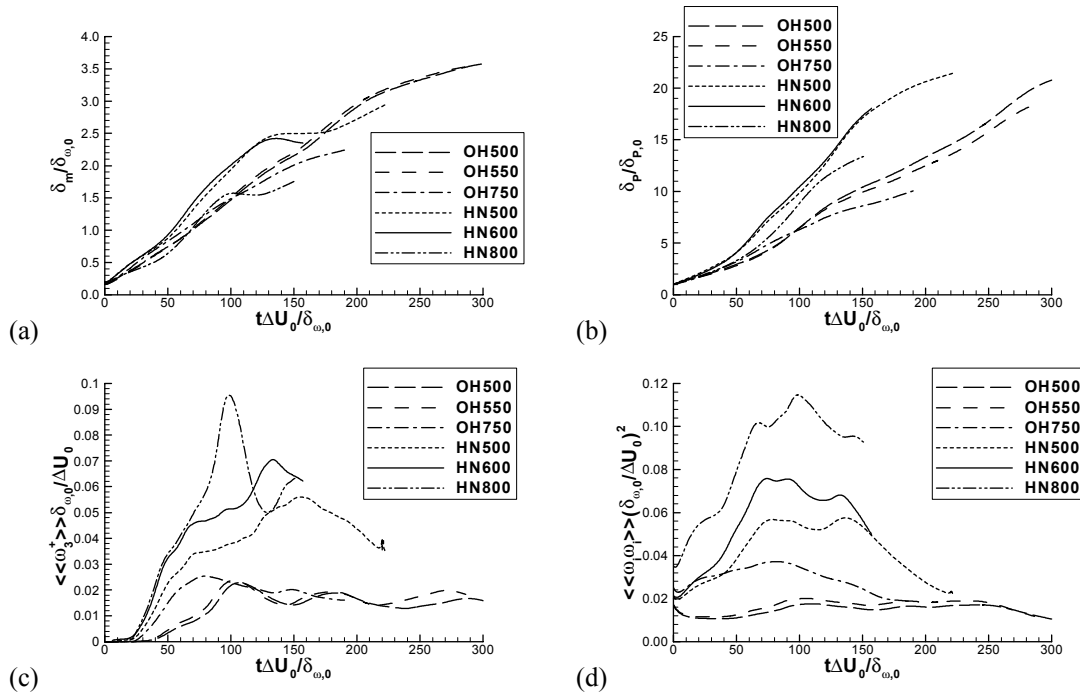 4.0
3.5
3.0
2.5
2.0
1.5
1.0
0.5
0.0
δm/δω,0
0 50 100 150 200 250 300
tΔU0/δω,0
OH500
OH550
OH750
HN500
HN600
HN800
(a)
25
20
15
10
5
0
δP/δP,0
0 50 100 150 200 250 300
tΔU0/δω,0
OH500
OH550
OH750
HN500
HN600
HN800
(b)
0.1
0.09
0.08
0.07
0.06
0.05
0.04
0.03
0.02
0.01
0
<<ω3+>>δω,0/ΔU0
0 50 100 150 200 250 300
tΔU0/δω,0
OH500
OH550
OH750
HN500
HN600
HN800
(c)
0.12
0.10
0.08
0.06
0.04
0.02
0.00
<<ωiωi>>(δω,0/ΔU0)2
0 50 100 150 200 250 300
tΔU0/δω,0
OH500
OH550
OH750
HN500
HN600
HN800
(d)